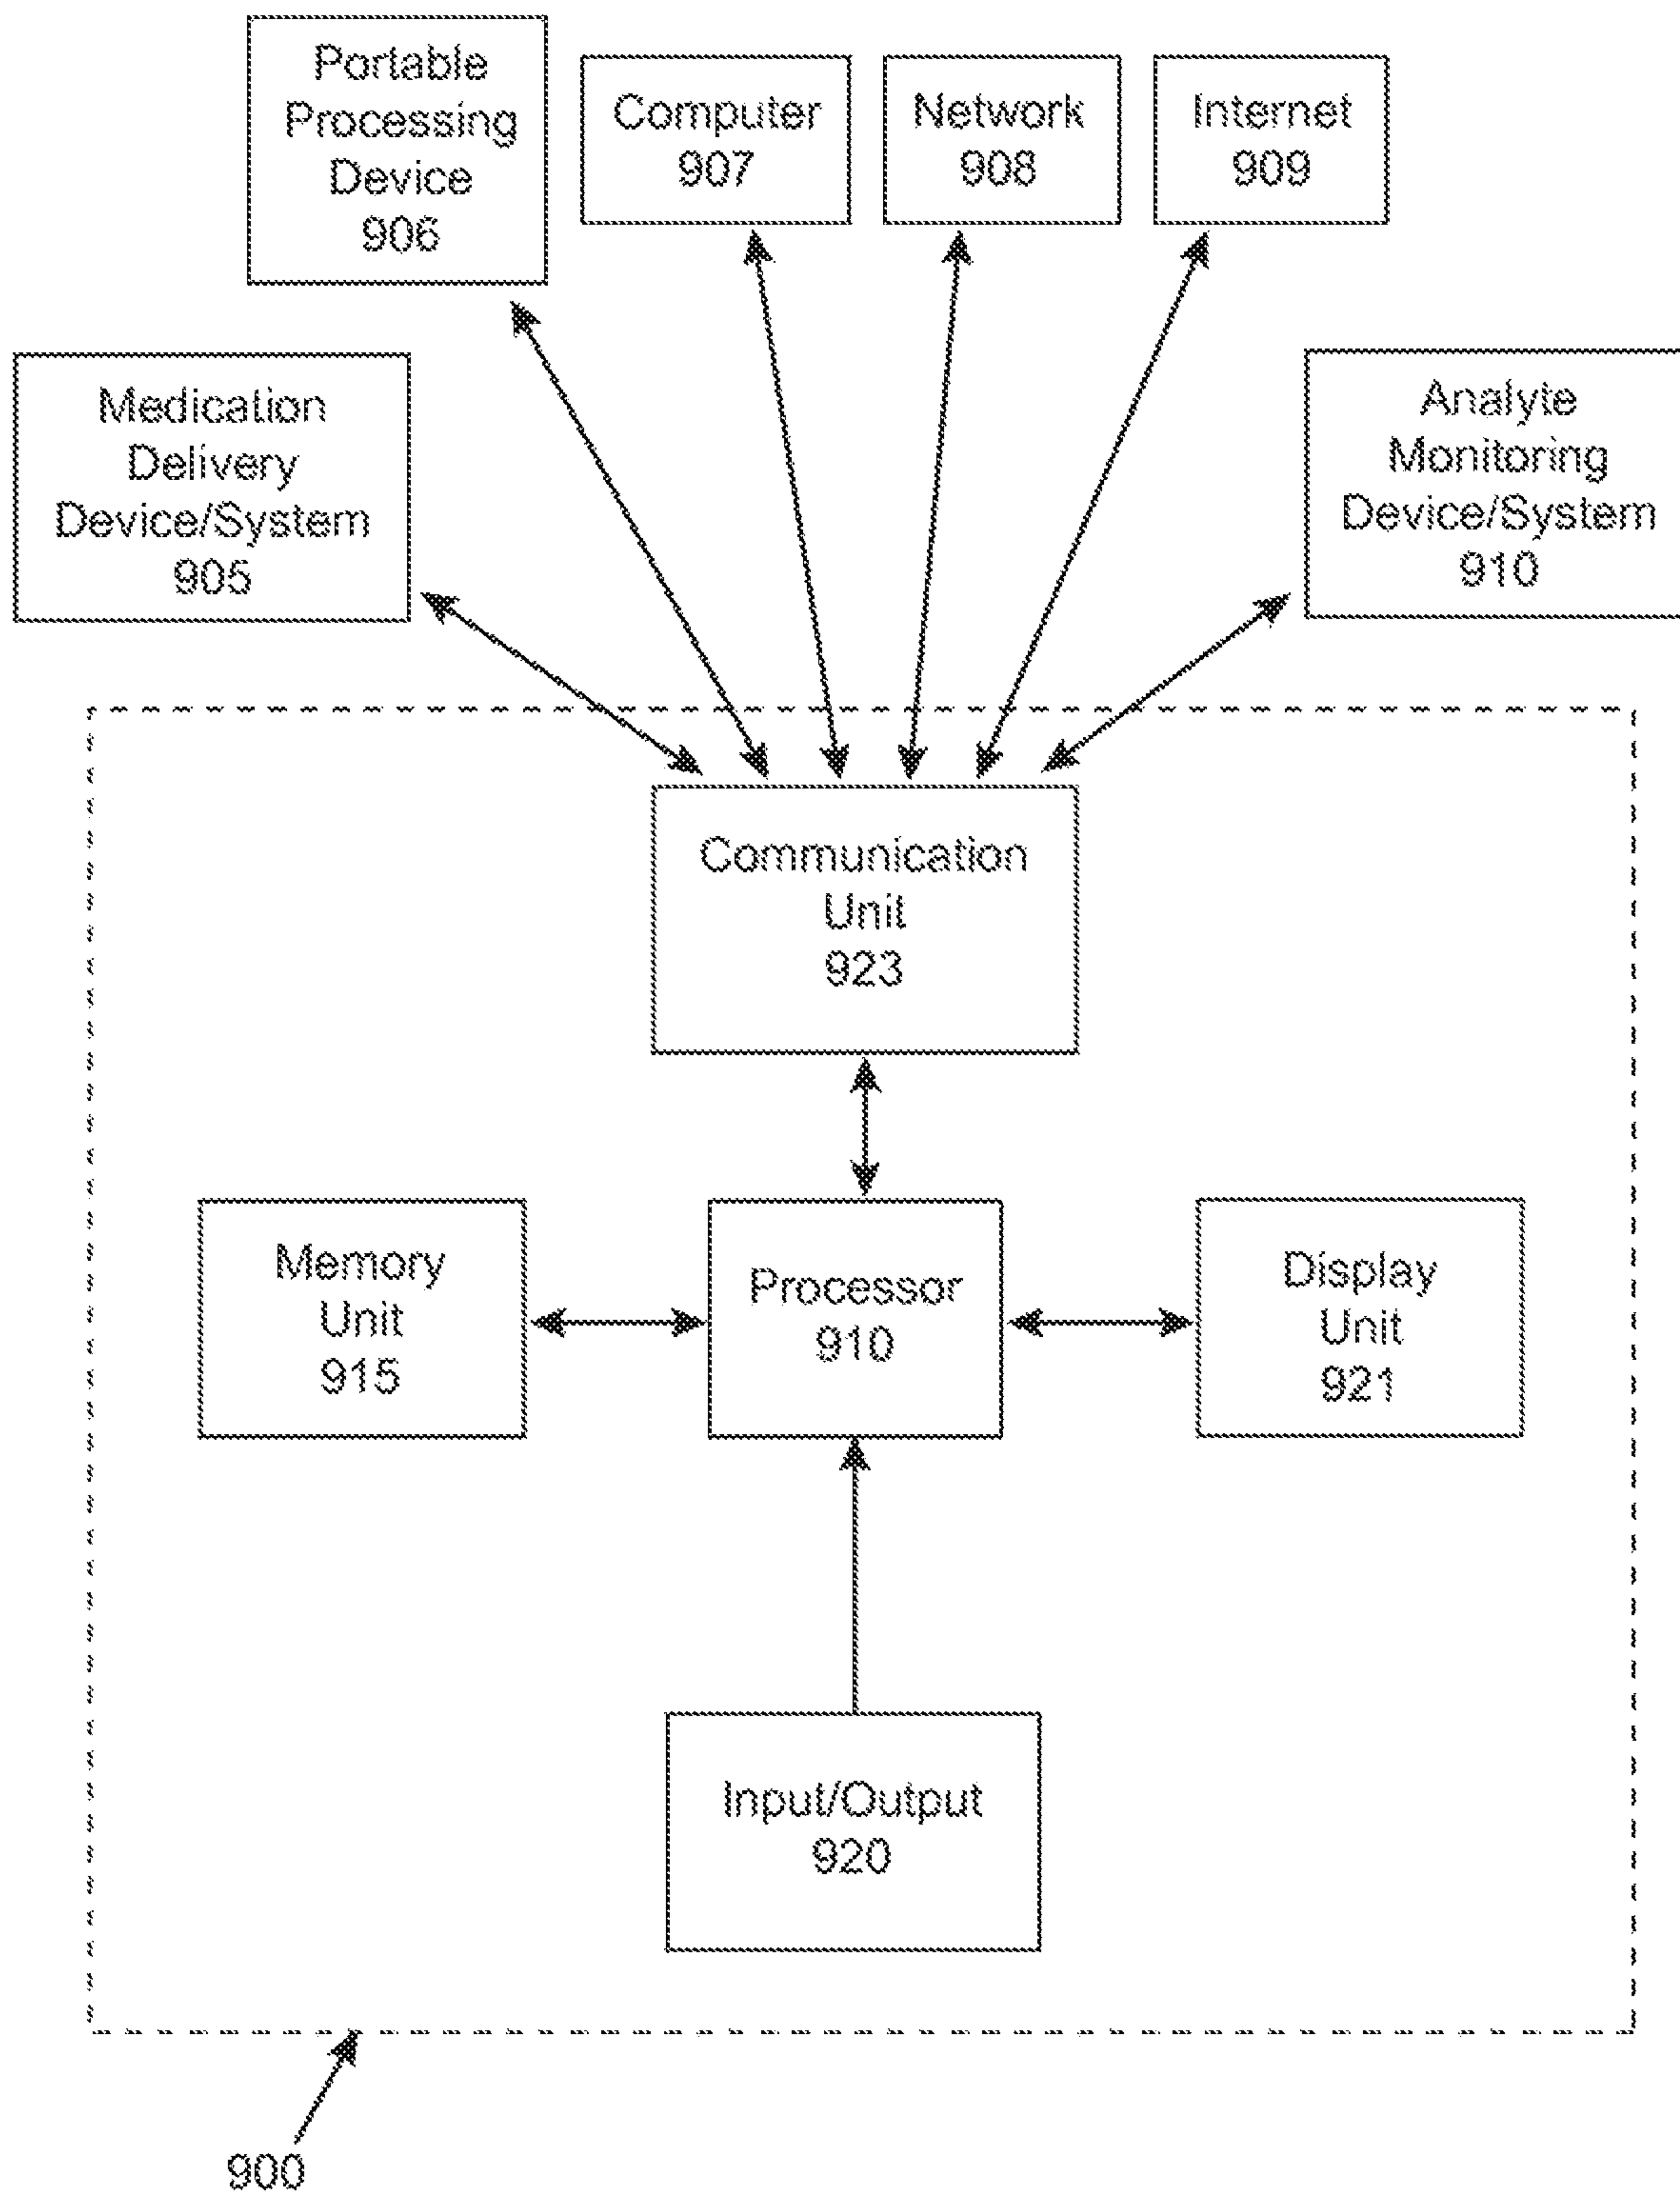 Portable
Processing
Device
906
Computer
907
Network
908
Internet
909
Medication
Delivery
Device/System
905
Analyte
Monitoring
Device/System
910
Communication
Unit
923
Memory
Unit
915
Processor
910
Display
Unit
921
Input/Output
920
900